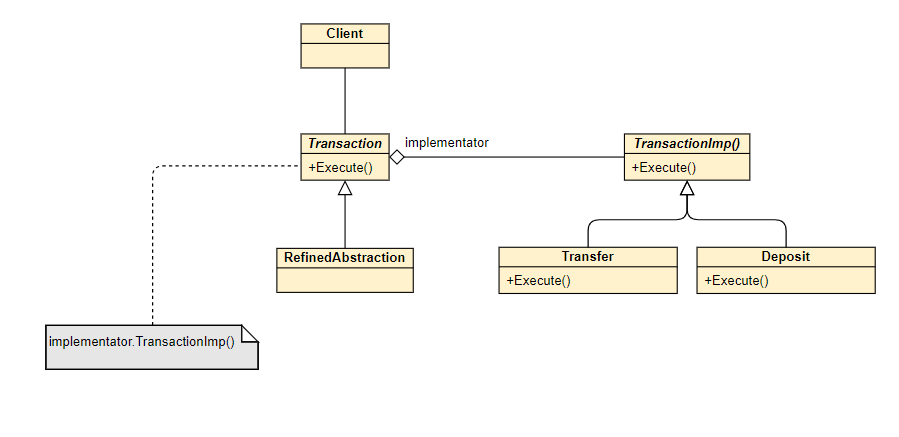 Client
Transaction
+Execute()
implementator
TransactionImp()
+Execute()
RefinedAbstraction
Transfer
+Execute()
Deposit
+Execute()
implementator.TransactionImp()